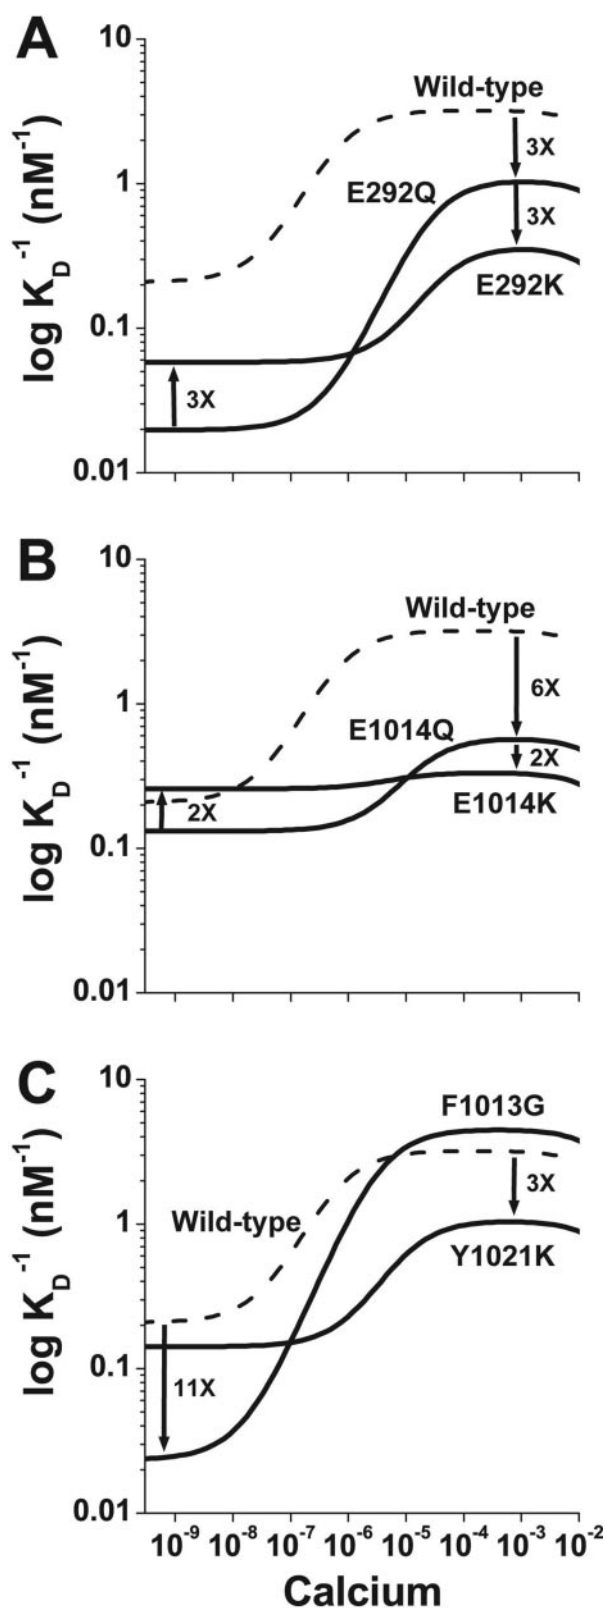 A
10
1
0.1
0.01
log K_D^-1 (nM^-1)
Wild-type
3X
E292Q
3X
E292K
3X
B
10
1
0.1
0.01
log K_D^-1 (nM^-1)
Wild-type
6X
E1014Q
2X
E1014K
2X
C
10
1
0.1
0.01
log K_D^-1 (nM^-1)
F1013G
3X
Wild-type
Y1021K
11X
10^-9 10^-8 10^-7 10^-6 10^-5 10^-4 10^-3 10^-2
Calcium